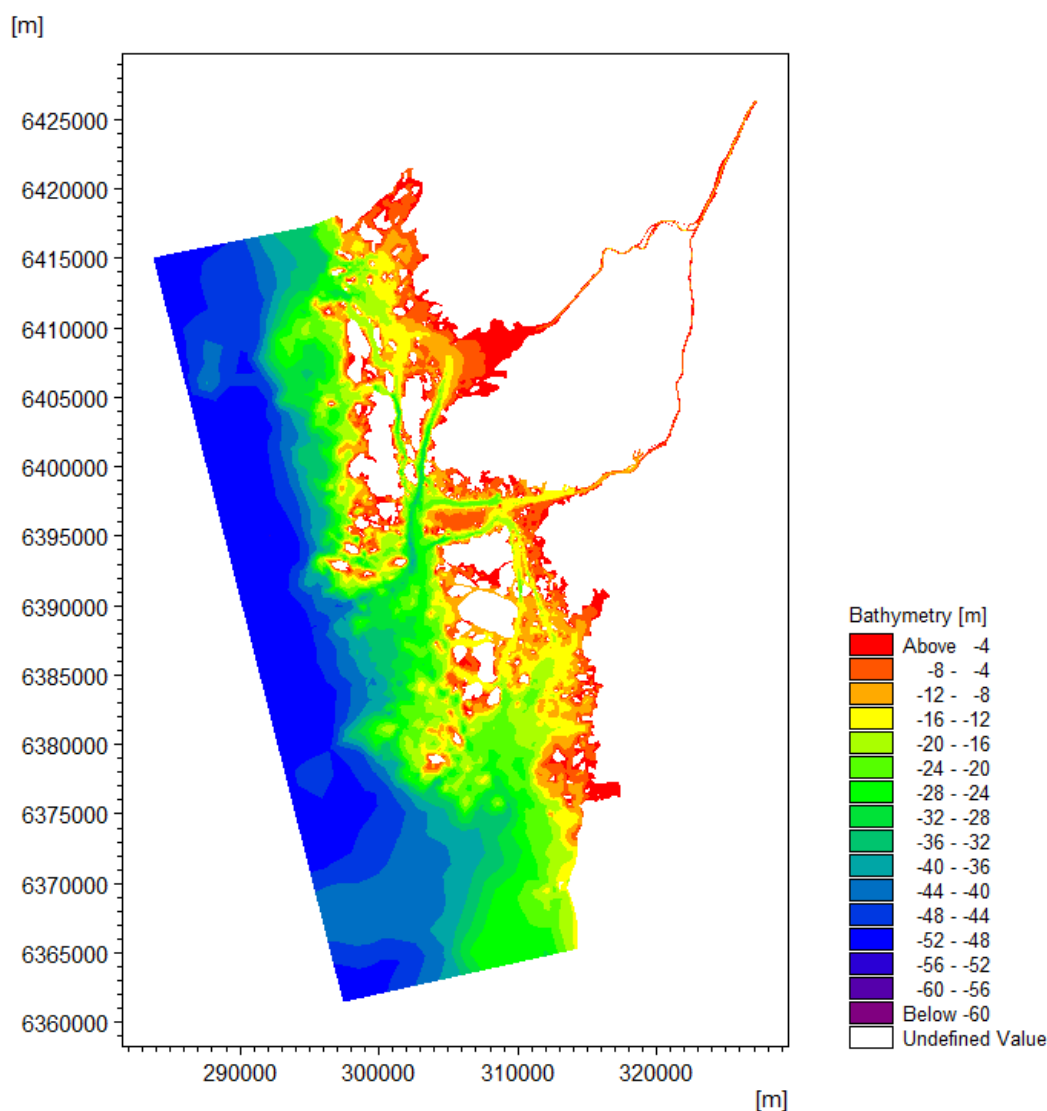 [m]
6425000
6420000
6415000
6410000
6405000
6400000
6395000
6390000
6385000
6380000
6375000
6370000
6365000
6360000
290000 300000 310000 320000
[m]
Bathymetry [m]
Above -4
-8 - -4
-12 - -8
-16 - -12
-20 - -16
-24 - -20
-28 - -24
-32 - -28
-36 - -32
-40 - -36
-44 - -40
-48 - -44
-52 - -48
-56 - -52
-60 - -56
Below -60
Undefined Value